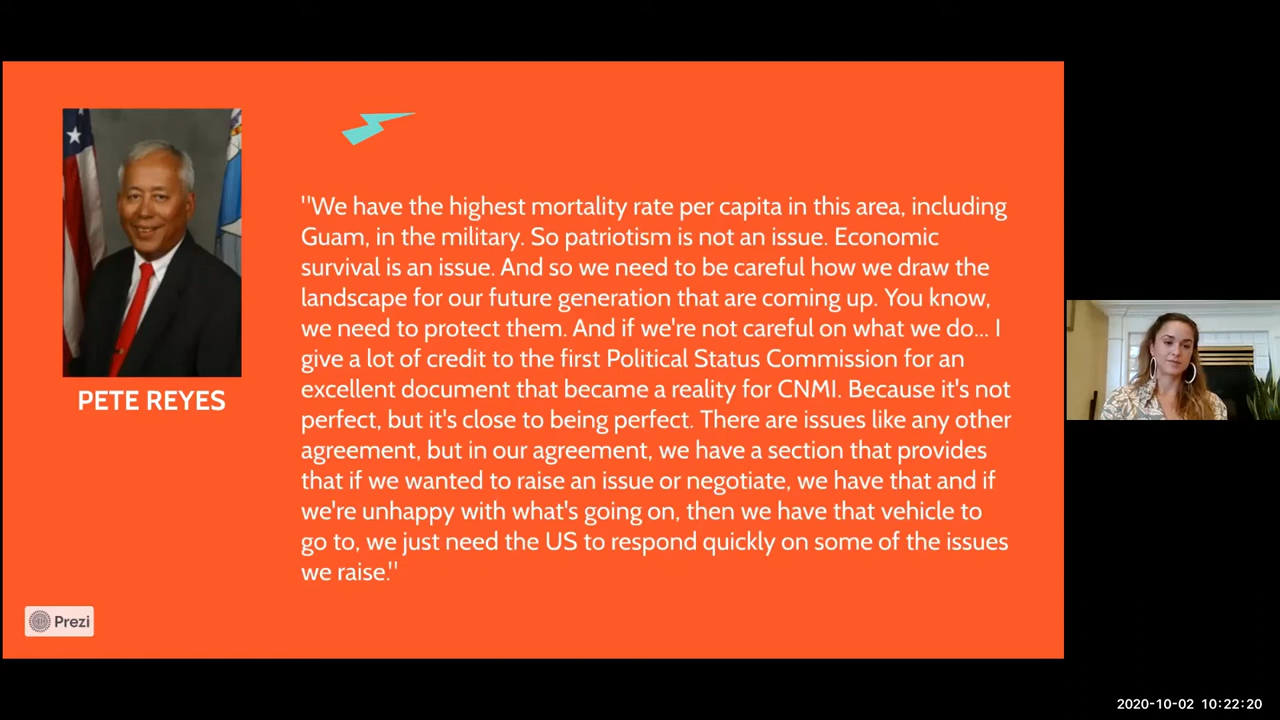 "We have the highest mortality rate per capita in this area, including
Guam, in the military. So patriotism is not an issue. Economic
survival is an issue. And so we need to be careful how we draw the
landscape for our future generation that are coming up. You know,
we need to protect them. And if we're not careful on what we do... I
give a lot of credit to the first Political Status Commission for an
excellent document that became a reality for CNMI. Because it's not
perfect, but it's close to being perfect. There are issues like any other
agreement, but in our agreement, we have a section that provides
that if we wanted to raise an issue or negotiate, we have that and if
we're unhappy with what's going on, then we have that vehicle to
go to, we just need the US to respond quickly on some of the issues
we raise."
PETE REYES
Prezi
2020-10-02 10:22:20